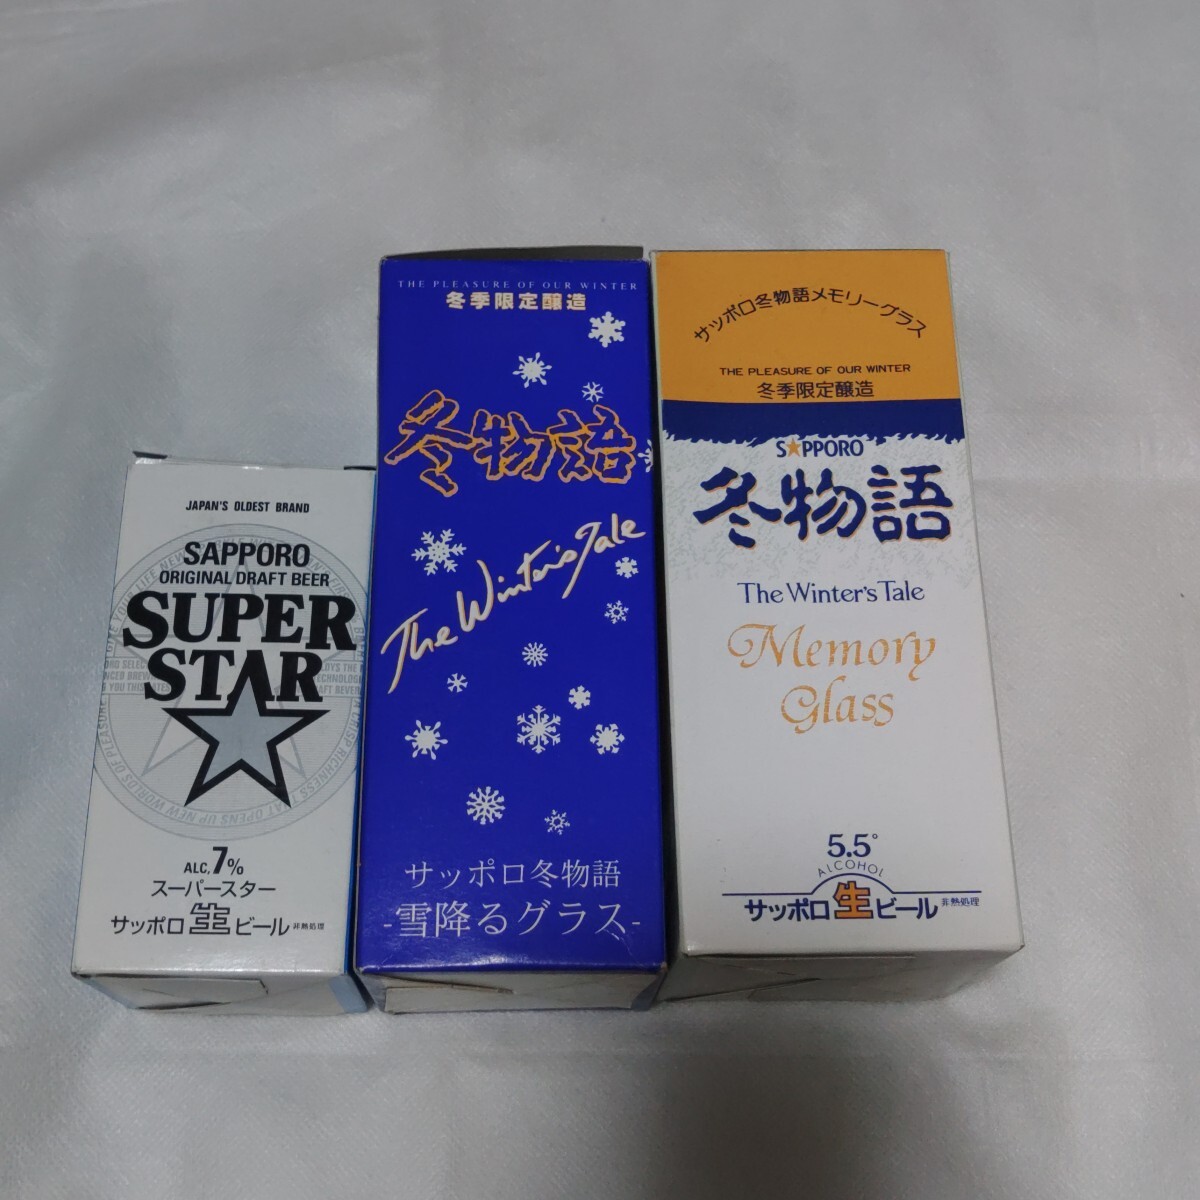 JAPAN'S OLDEST BRAND
SAPPORO
ORIGINAL DRAFT BEER
SUPER
STAR
ALC.7%
スーパースター
サッポロ生ビール 非熱処理
THE PLEASURE OF OUR WINTER
冬季限定醸造
冬物語
The Winter's Tale
サッポロ冬物語
-雪降るグラス-
サッポロ冬物語メモリーグラス
THE PLEASURE OF OUR WINTER
冬季限定醸造
S★PPORO
冬物語
The Winter's Tale
Memory
Glass
5.5°
ALCOHOL
サッポロ生ビール 非熱処理